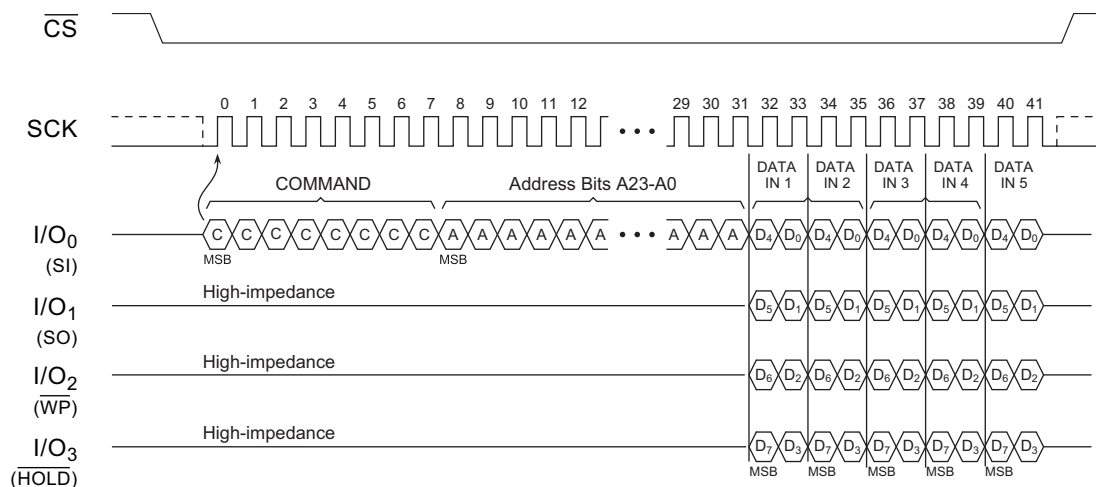 CS
SCK
0 1 2 3 4 5 6 7 8 9 10 11 12 29 30 31 32 33 34 35 36 37 38 39 40 41
• • •
COMMAND
Address Bits A23-A0
DATA IN 1
DATA IN 2
DATA IN 3
DATA IN 4
DATA IN 5
I/O0
(SI)
C C C C C C C C A A A A A A • • • A A A D4 D0 D4 D0 D4 D0 D4 D0 D4 D0
MSB MSB
I/O1
(SO)
High-impedance
D5 D1 D5 D1 D5 D1 D5 D1 D5 D1
I/O2
(WP)
High-impedance
D6 D2 D6 D2 D6 D2 D6 D2 D6 D2
I/O3
(HOLD)
High-impedance
D7 D3 D7 D3 D7 D3 D7 D3 D7 D3
MSB MSB MSB MSB MSB